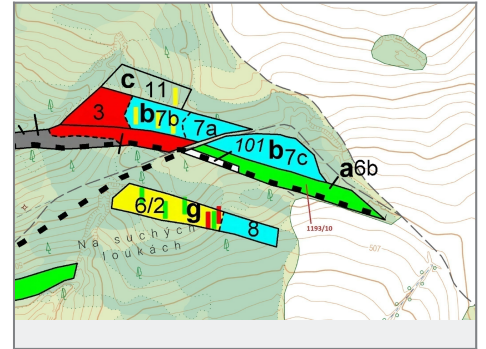 c 11
3
b7b
7a
101 b7c
a6b
6/2 g 8
1193/10
Na suchých
loukách
507